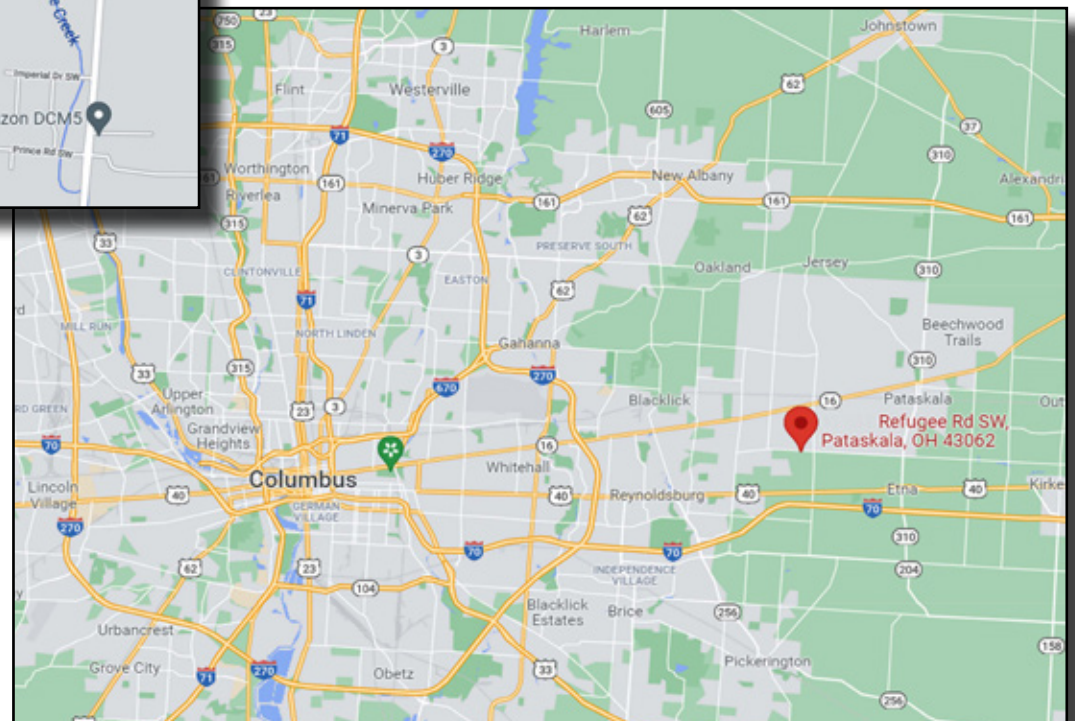 e Creek
Imperial Dr SW
zon DCM5
Prince Rd SW
750
23
Harlem
Johnstown
315
3
62
Flint
Westerville
605
71
37
270
310
Worthington
Huber Ridge
New Albany
Alexandri
161
161
161
Riverlea
Minerva Park
62
161
315
33
3
PRESERVE SOUTH
CLINTONVILLE
EASTON
Oakland
Jersey
310
62
71
rd
MILL RUN
NORTH LINDEN
Beechwood
Trails
Gahanna
310
33
315
670
270
Upper
Arlington
Blacklick
16
Pataskala
RD GREEN
23
3
Out
Grandview
Heights
Refugee Rd SW,
Pataskala, OH 43062
70
16
Columbus
Whitehall
Lincoln
Village
40
40
Reynoldsburg
40
Etna
40
Kirke
GERMAN
VILLAGE
70
270
310
70
70
62
23
INDEPENDENCE
VILLAGE
204
104
y
Blacklick
Estates
Brice
256
Urbancrest
158
Grove City
71
270
Obetz
33
Pickerington
256